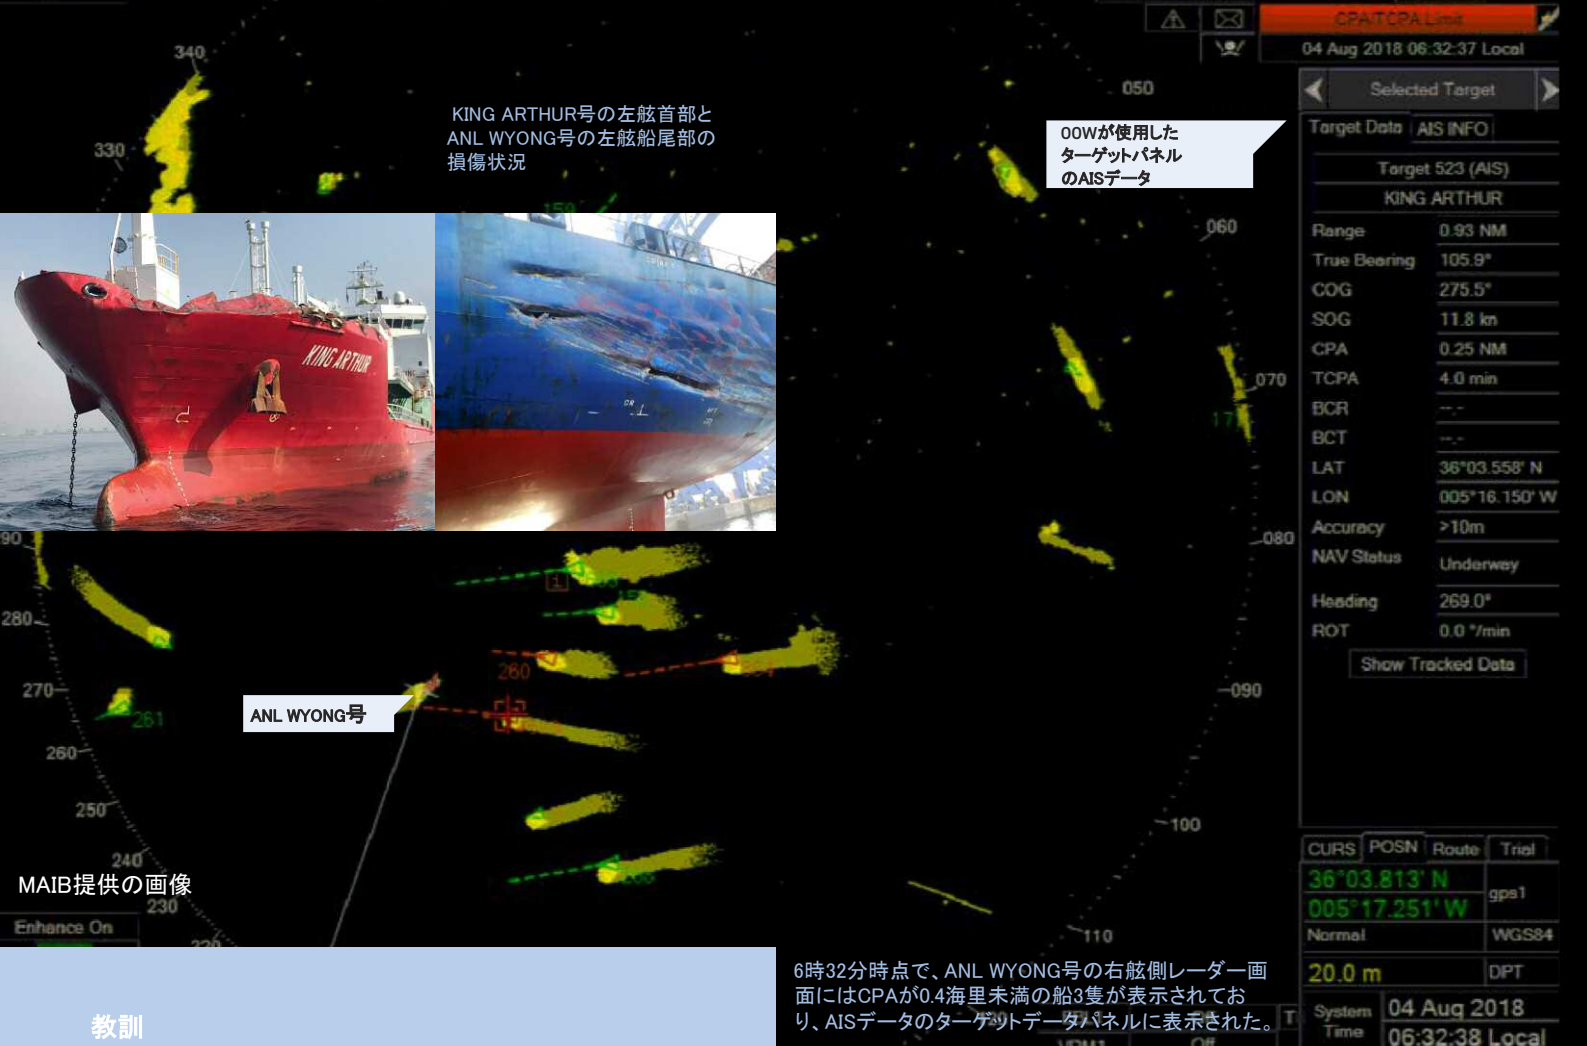 CPA/TCPA Limit
04 Aug 2018 06:32:37 Local
340
050
Selected Target
KING ARTHUR号の左舷首部と
ANL WYONG号の左舷船尾部の
損傷状況
OOWが使用した
ターゲットパネル
のAISデータ
Target Data AIS INFO
330
Target 523 (AIS)
KING ARTHUR
159
060
Range 0.93 NM
True Bearing 105.9°
COG 275.5°
SOG 11.8 kn
CPA 0.25 NM
TCPA 4.0 min
BCR --.-
BCT --.-
LAT 36°03.558' N
LON 005°16.150' W
Accuracy >10m
NAV Status Underway
Heading 269.0°
ROT 0.0 °/min
Show Tracked Data
KING ARTHUR
070
080
90
280
270
260
090
261
ANL WYONG号
260
250
100
240
MAIB提供の画像
230
Enhance On
220
110
CURS POSN Route Trial
36°03.813' N
005°17.251' W
gps1
Normal WGS84
20.0 m DPT
System
Time
04 Aug 2018
06:32:38 Local
6時32分時点で、ANL WYONG号の右舷側レーダー画
面にはCPAが0.4海里未満の船3隻が表示されてお
り、AISデータのターゲットデータパネルに表示された。
Off
教訓